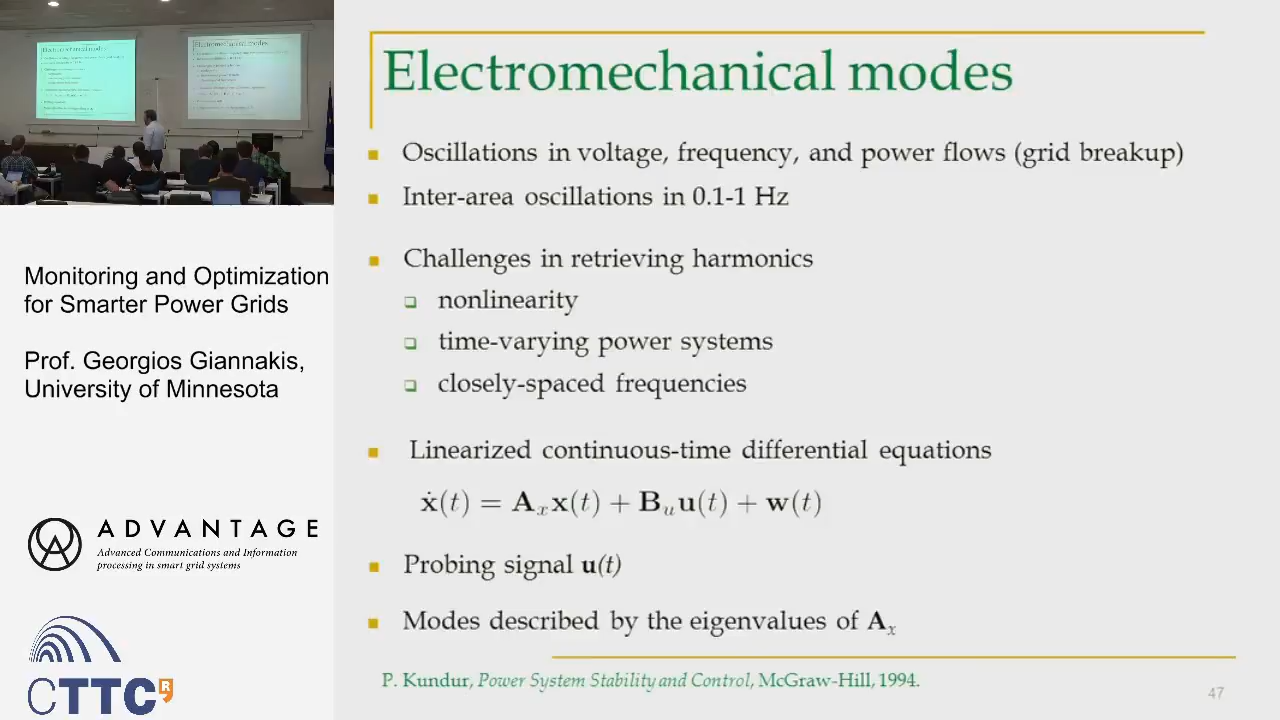 Electromechanical modes
Oscillations in voltage, frequency, and power flows (grid breakup)
Inter-area oscillations in 0.1-1 Hz
Challenges in retrieving harmonics
nonlinearity
time-varying power systems
closely-spaced frequencies
Linearized continuous-time differential equations
ẋ(t) = Aₓx(t) + Bᵤu(t) + w(t)
Probing signal u(t)
Modes described by the eigenvalues of Aₓ
P. Kundur, Power System Stability and Control, McGraw-Hill, 1994.
47
Electromechanical modes
Electromechanical modes
Monitoring and Optimization
for Smarter Power Grids
Prof. Georgios Giannakis,
University of Minnesota
ADVANTAGE
Advanced Communications and Information
processing in smart grid systems
CTTC
R